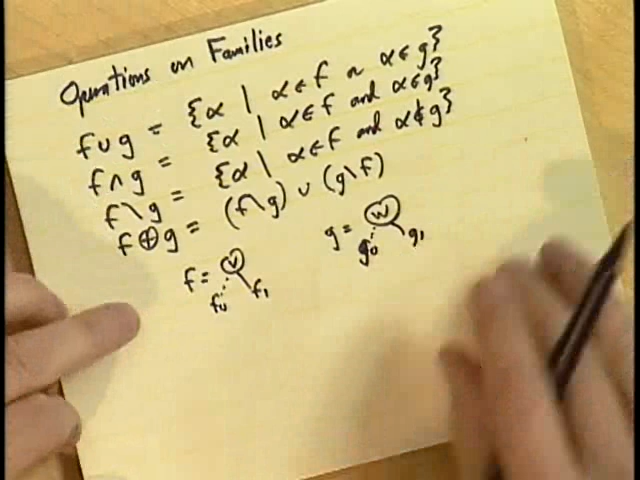 Operations on Families
f ∪ g = {α | α ∈ f or α ∈ g}
f ∩ g = {α | α ∈ f and α ∈ g}
f \ g = {α | α ∈ f and α ∉ g}
f ⊕ g = (f \ g) ∪ (g \ f)
f = V g = W
f₀ f₁ g₀ g₁